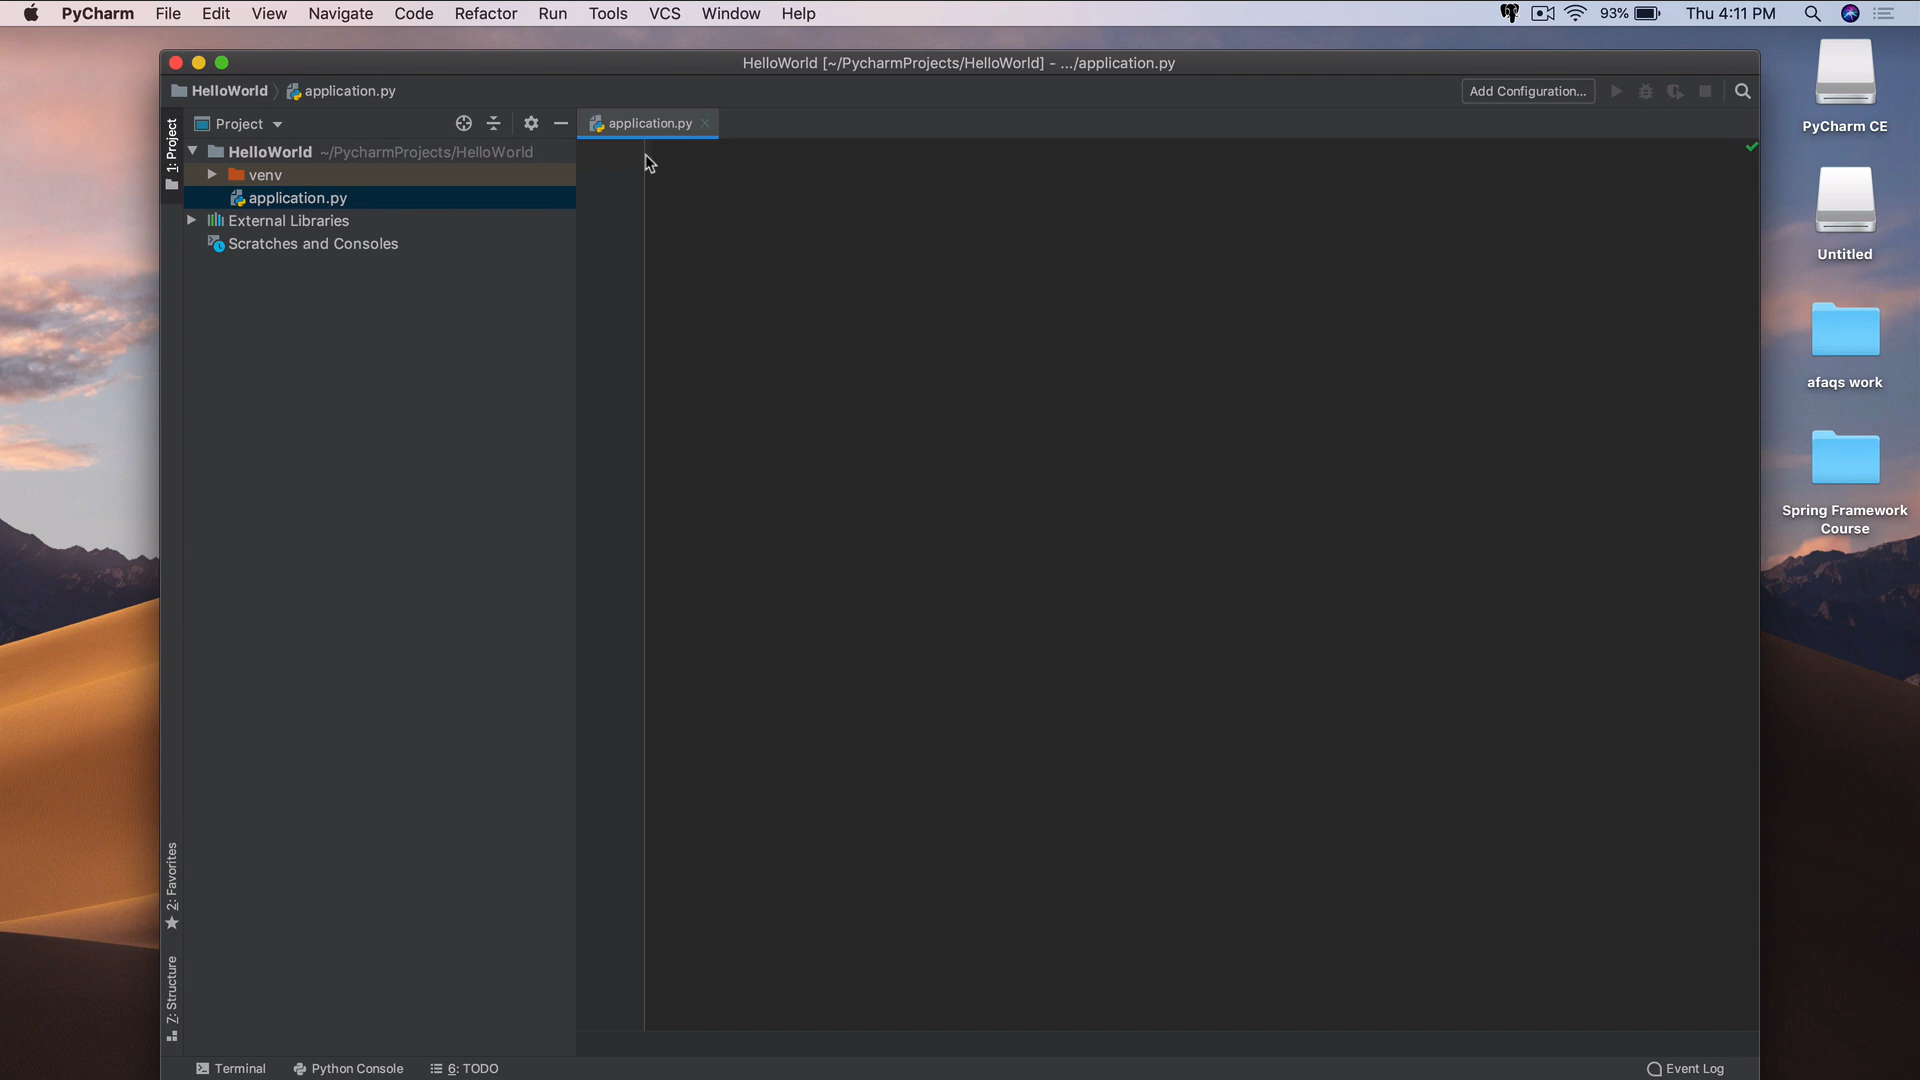 PyCharm File Edit View Navigate Code Refactor Run Tools VCS Window Help 93% Thu 4:11 PM
HelloWorld [~/PycharmProjects/HelloWorld] - .../application.py
HelloWorld application.py Add Configuration...
1: Project
Project
application.py
HelloWorld ~/PycharmProjects/HelloWorld
venv
application.py
External Libraries
Scratches and Consoles
PyCharm CE
Untitled
afaqs work
Spring Framework
Course
2: Favorites
7: Structure
Terminal Python Console 6: TODO Event Log